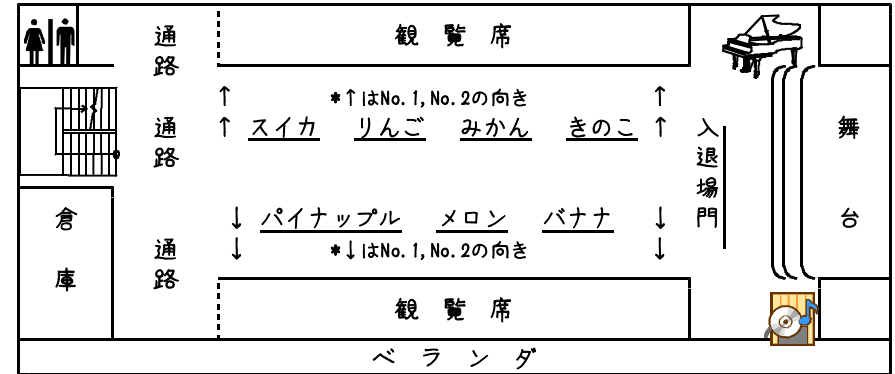 通路
観覧席
↑ *↑はNo.1,No.2の向き ↑
通路
↑ スイカ りんご みかん きのこ ↑
入退場門
舞台
倉庫
↓ パイナップル メロン バナナ ↓
通路
↓ *↓はNo.1,No.2の向き ↓
観覧席
ベランダ